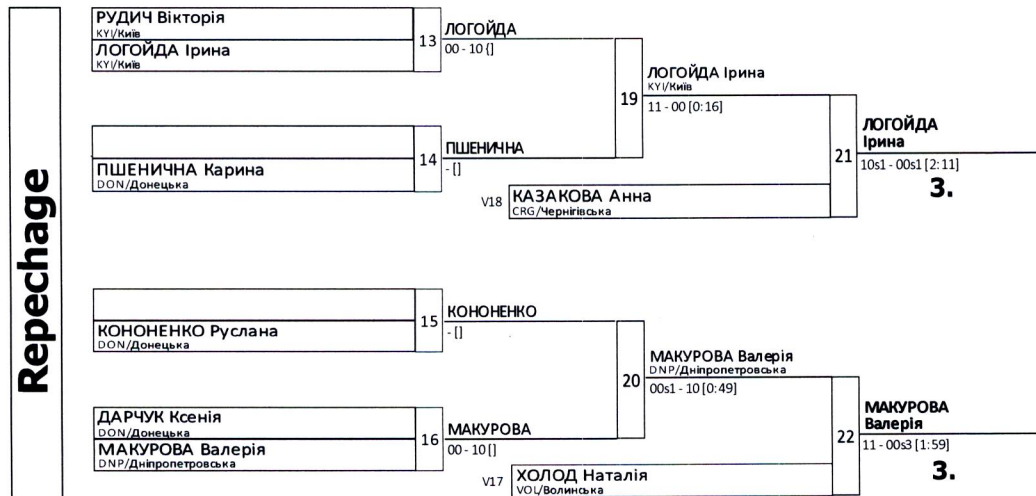 Repechage
РУДИЧ Вікторія
KYI/Київ
ЛОГОЙДА Ірина
KYI/Київ
13
ЛОГОЙДА
00 - 10 []
ПШЕНИЧНА Карина
DON/Донецька
14
ПШЕНИЧНА
- []
19
ЛОГОЙДА Ірина
KYI/Київ
11 - 00 [0:16]
V18
КАЗАКОВА Анна
CRG/Чернігівська
21
ЛОГОЙДА
Ірина
10s1 - 00s1 [2:11]
3.
КОНОНЕНКО Руслана
DON/Донецька
15
КОНОНЕНКО
- []
ДАРЧУК Ксенія
DON/Донецька
МАКУРОВА Валерія
DNP/Дніпропетровська
16
МАКУРОВА
00 - 10 []
20
МАКУРОВА Валерія
DNP/Дніпропетровська
00s1 - 10 [0:49]
V17
ХОЛОД Наталія
VOL/Волинська
22
МАКУРОВА
Валерія
11 - 00s3 [1:59]
3.